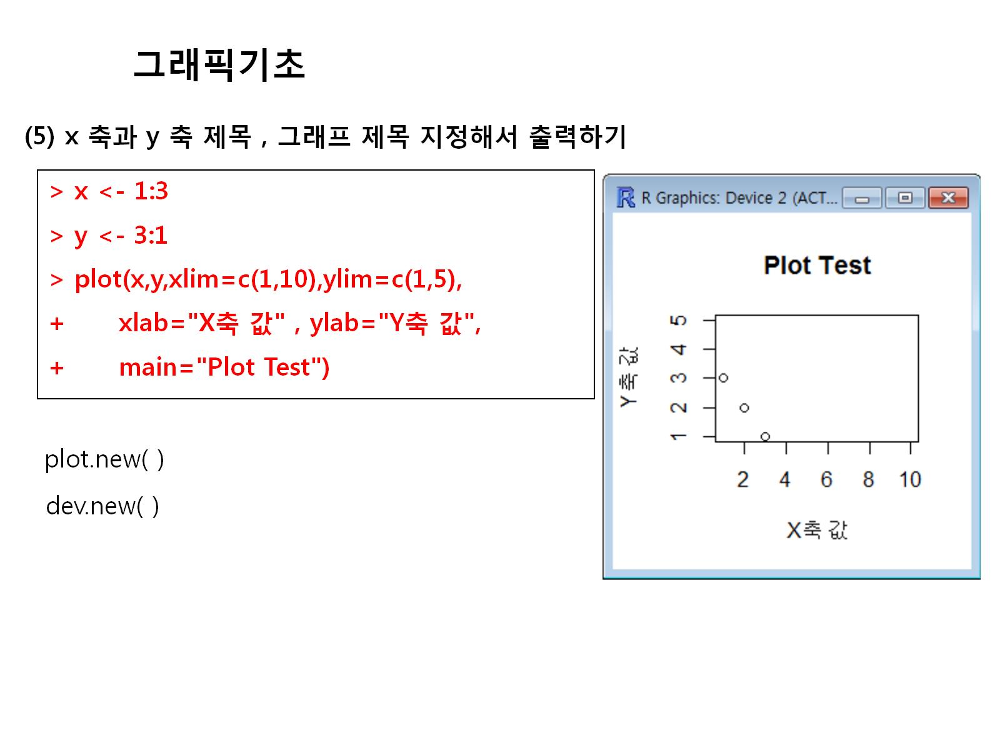 그래픽기초
(5) x 축과 y 축 제목 , 그래프 제목 지정해서 출력하기
> x <- 1:3
> y <- 3:1
> plot(x,y,xlim=c(1,10),ylim=c(1,5),
+ xlab="X축 값" , ylab="Y축 값",
+ main="Plot Test")
plot.new( )
dev.new( )
R Graphics: Device 2 (ACT...
Plot Test
Y축 값
5
4
3
2
1
2 4 6 8 10
X축 값